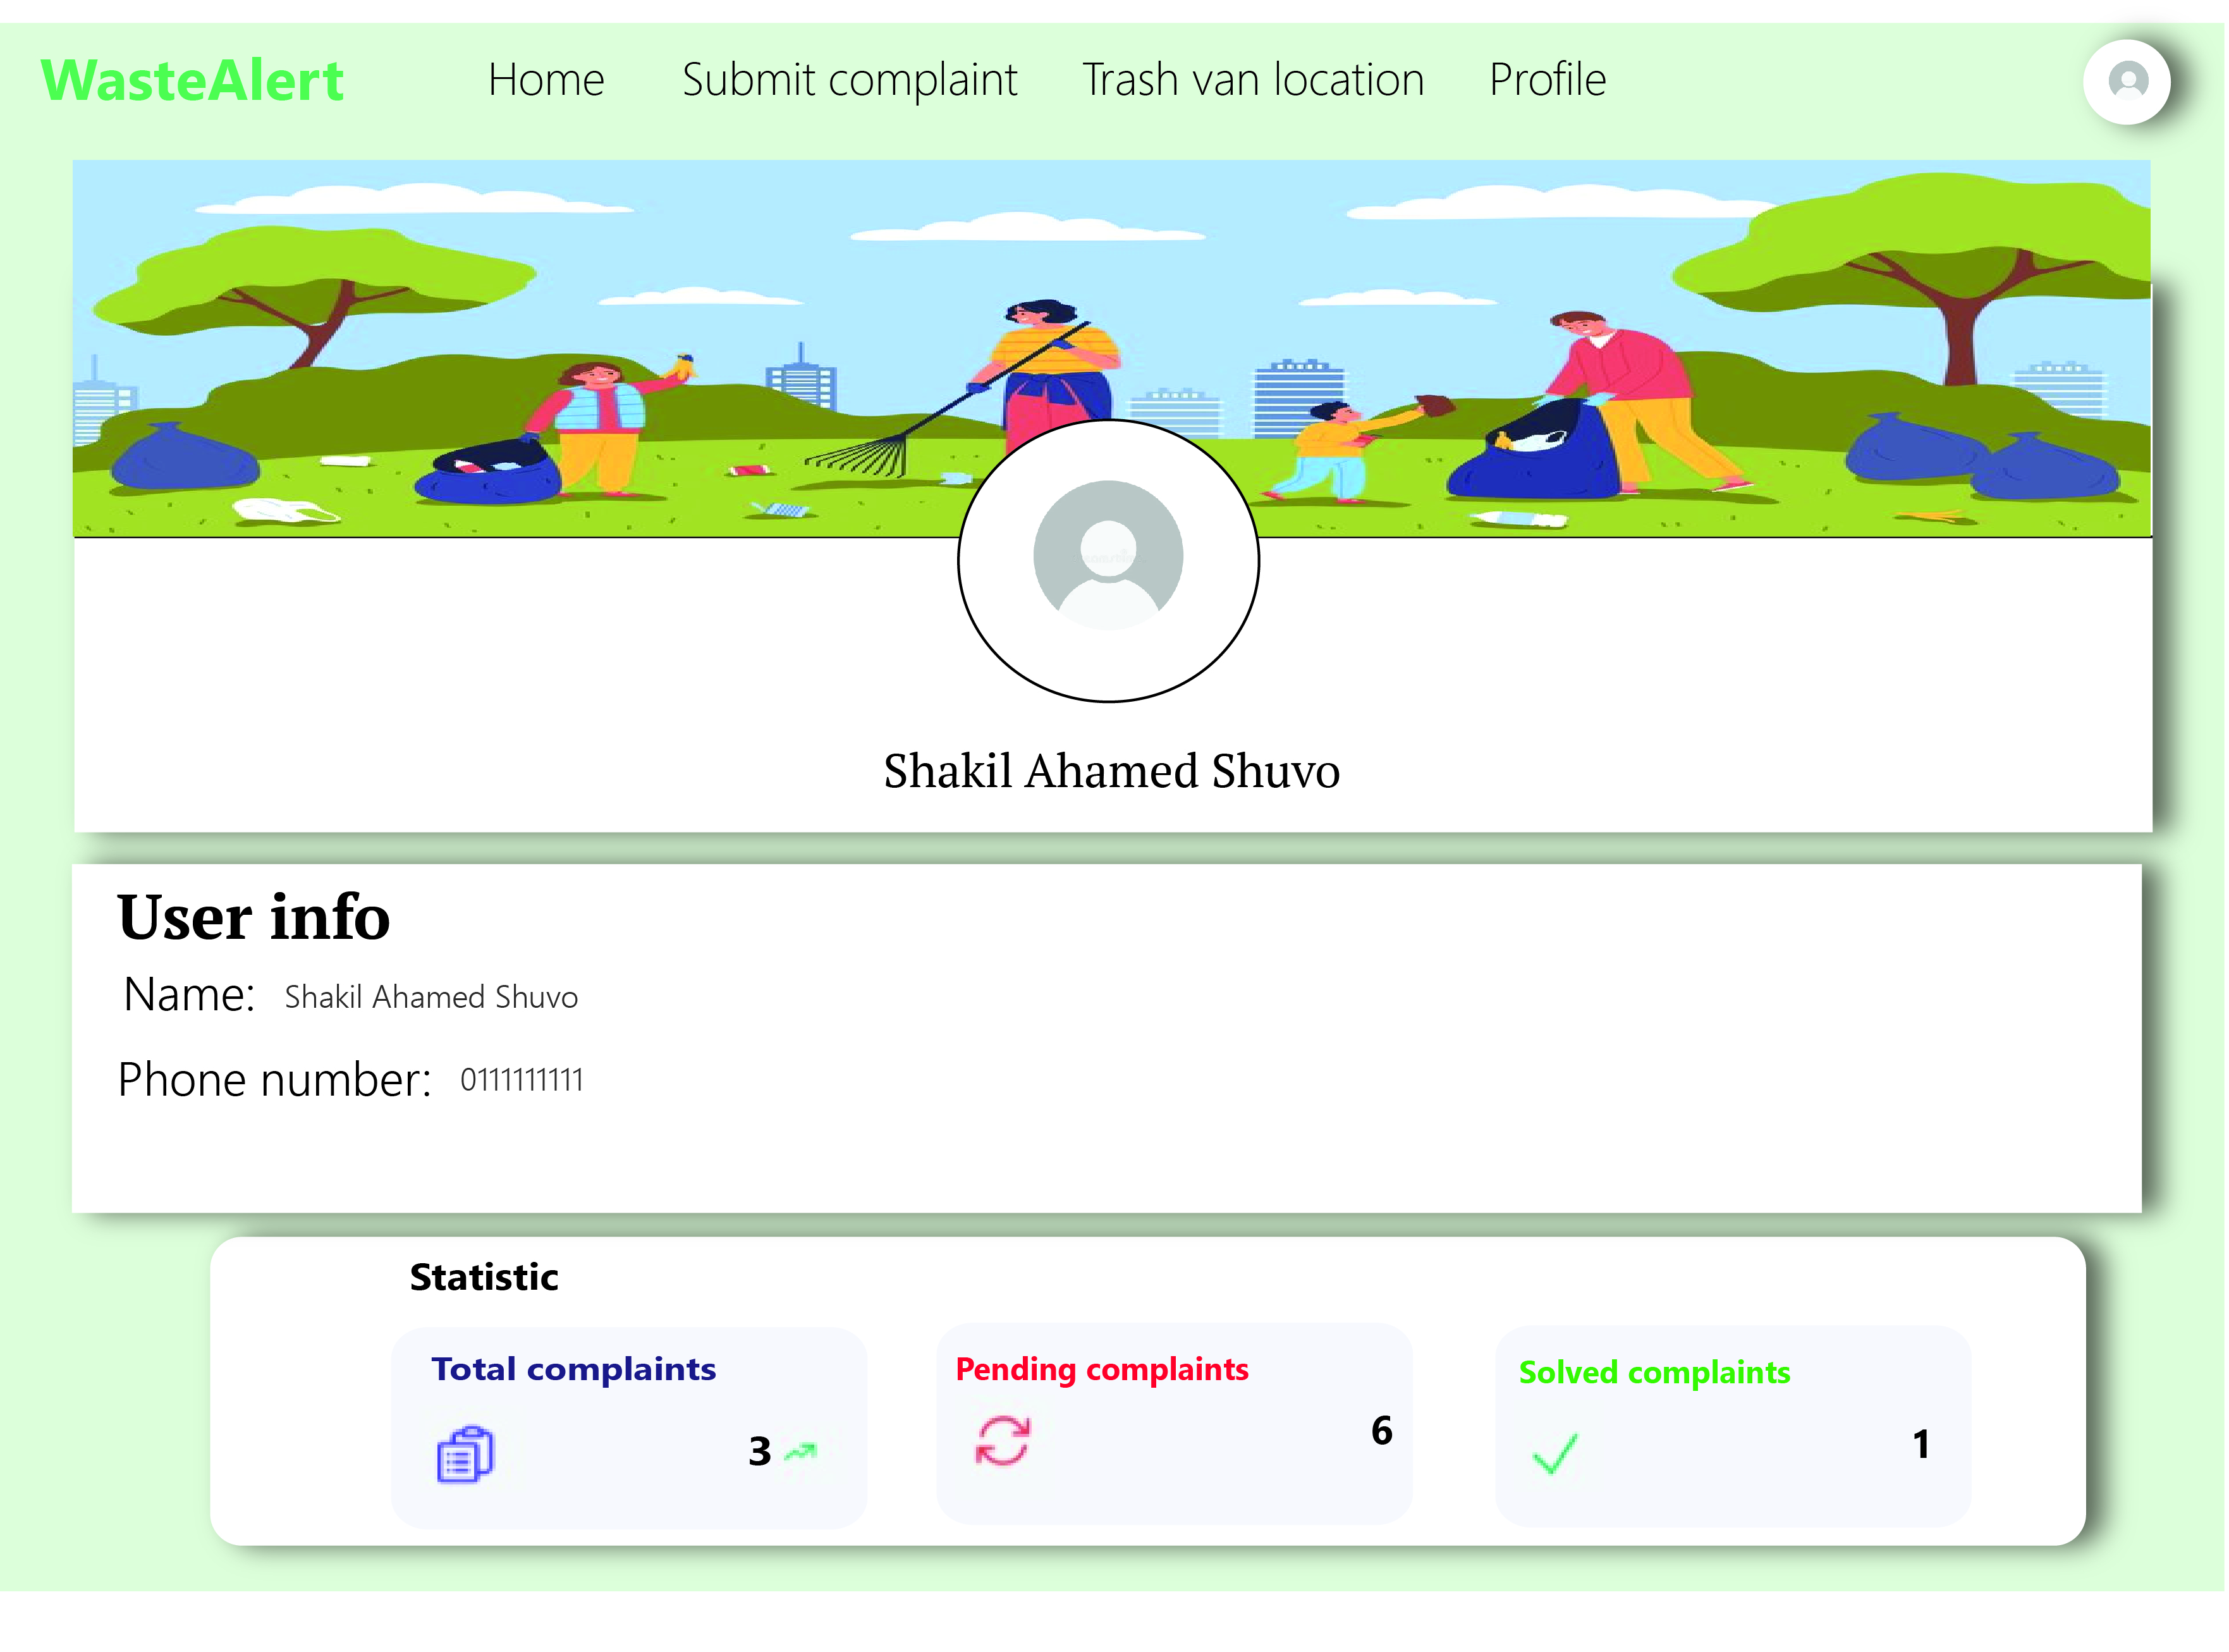 WasteAlert Home Submit complaint Trash van location Profile
Shakil Ahamed Shuvo
User info
Name: Shakil Ahamed Shuvo
Phone number: 0111111111
Statistic
Total complaints Pending complaints Solved complaints
3 6 1